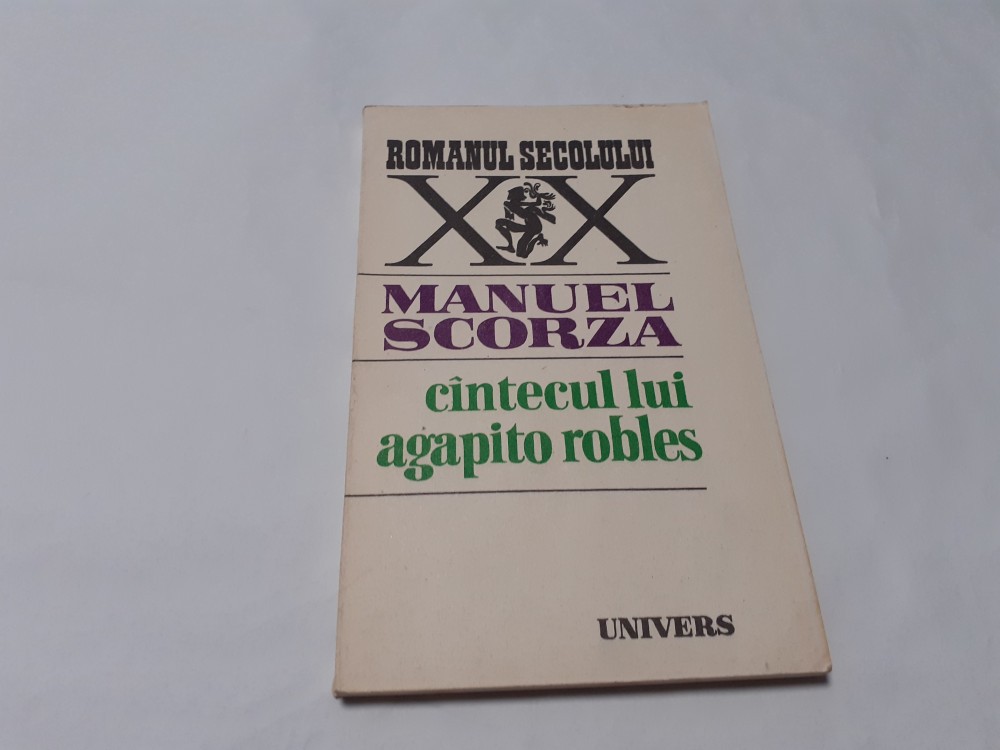 ROMANUL SECOLULUI
XX
MANUEL
SCORZA
cîntecul lui
agapito robles
UNIVERS